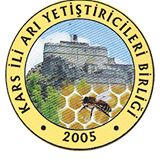 KARS İLİ ARI YETİŞTİRİCİLERİ BİRLİĞİ
• 2005 •